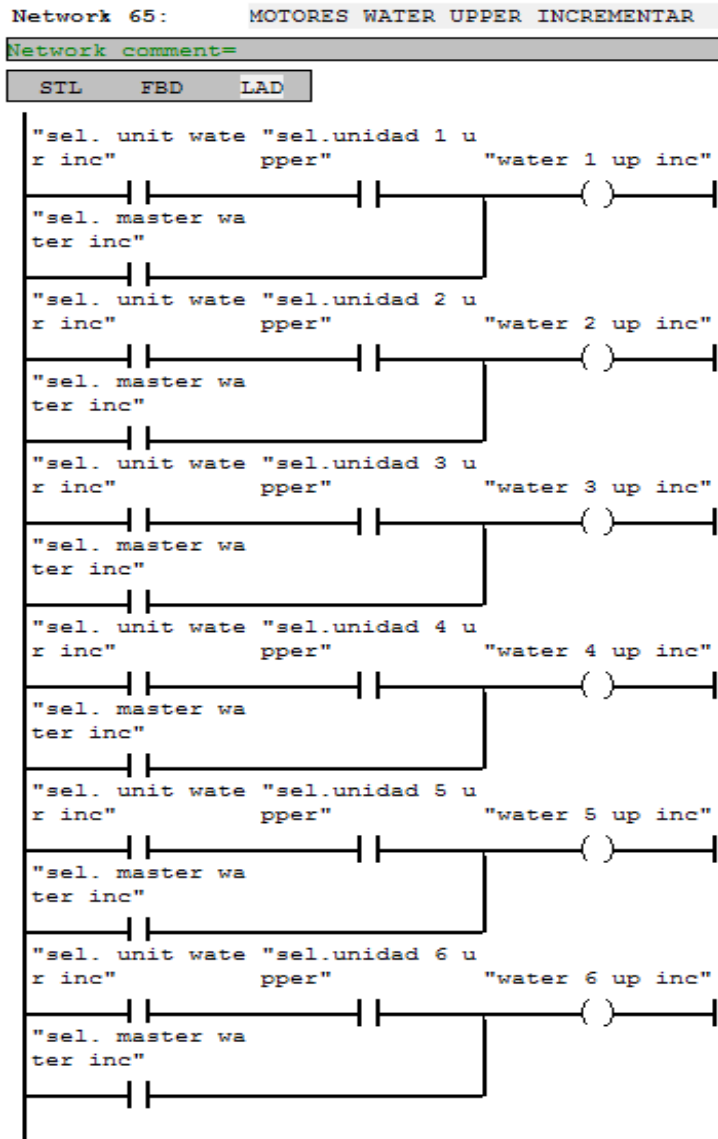 Network 65: MOTORES WATER UPPER INCREMENTAR
Network comment=
STL FBD LAD
"sel. unit wate "sel.unidad 1 u
r inc" pper" "water 1 up inc"
"sel. master wa
ter inc"
"sel. unit wate "sel.unidad 2 u
r inc" pper" "water 2 up inc"
"sel. master wa
ter inc"
"sel. unit wate "sel.unidad 3 u
r inc" pper" "water 3 up inc"
"sel. master wa
ter inc"
"sel. unit wate "sel.unidad 4 u
r inc" pper" "water 4 up inc"
"sel. master wa
ter inc"
"sel. unit wate "sel.unidad 5 u
r inc" pper" "water 5 up inc"
"sel. master wa
ter inc"
"sel. unit wate "sel.unidad 6 u
r inc" pper" "water 6 up inc"
"sel. master wa
ter inc"